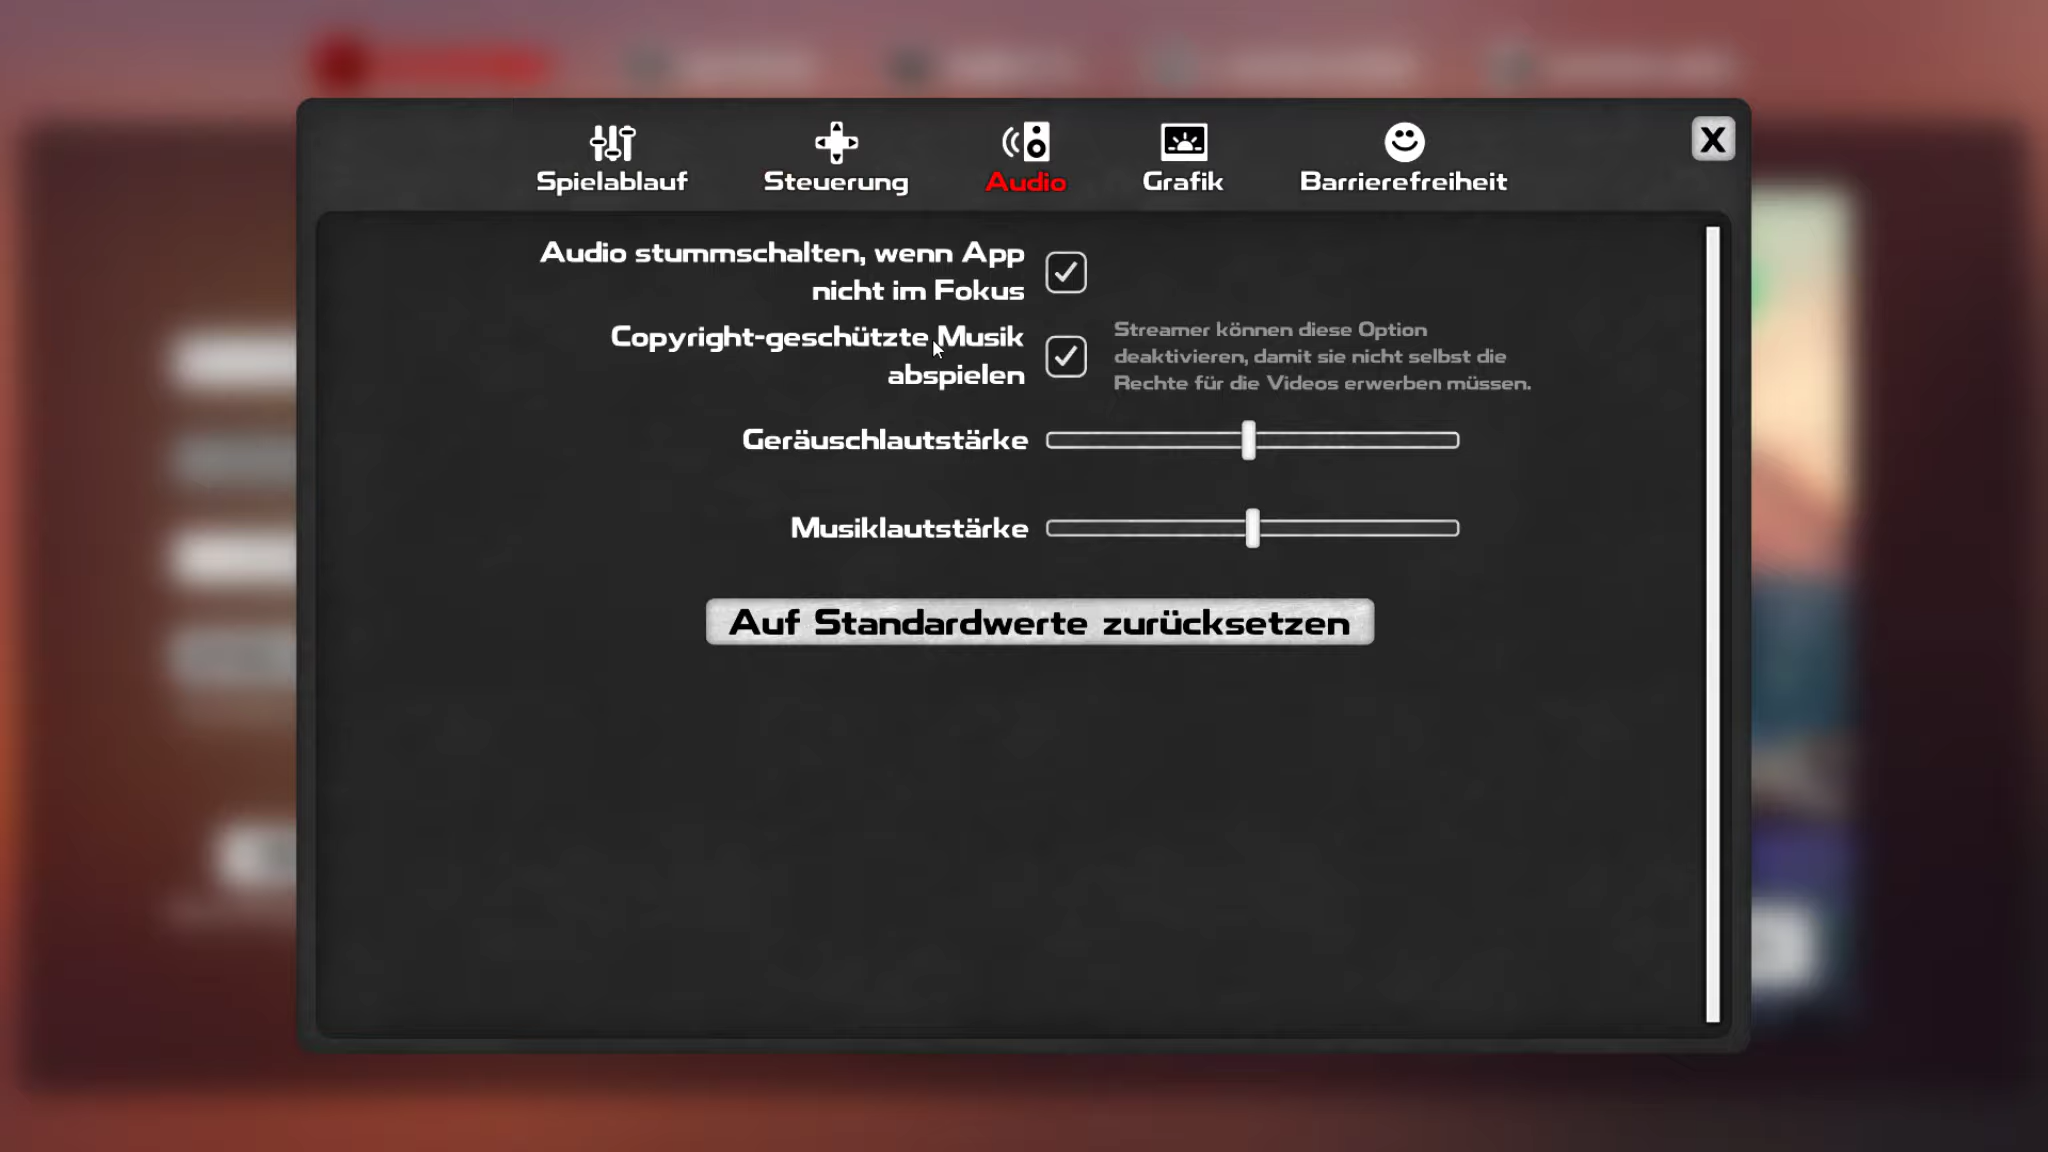 Spielablauf
Steuerung
Audio
Grafik
Barrierefreiheit
X
Audio stummschalten, wenn App
nicht im Fokus
Copyright-geschützte Musik
abspielen
Streamer können diese Option
deaktivieren, damit sie nicht selbst die
Rechte für die Videos erwerben müssen.
Geräuschlautstärke
Musiklautstärke
Auf Standardwerte zurücksetzen